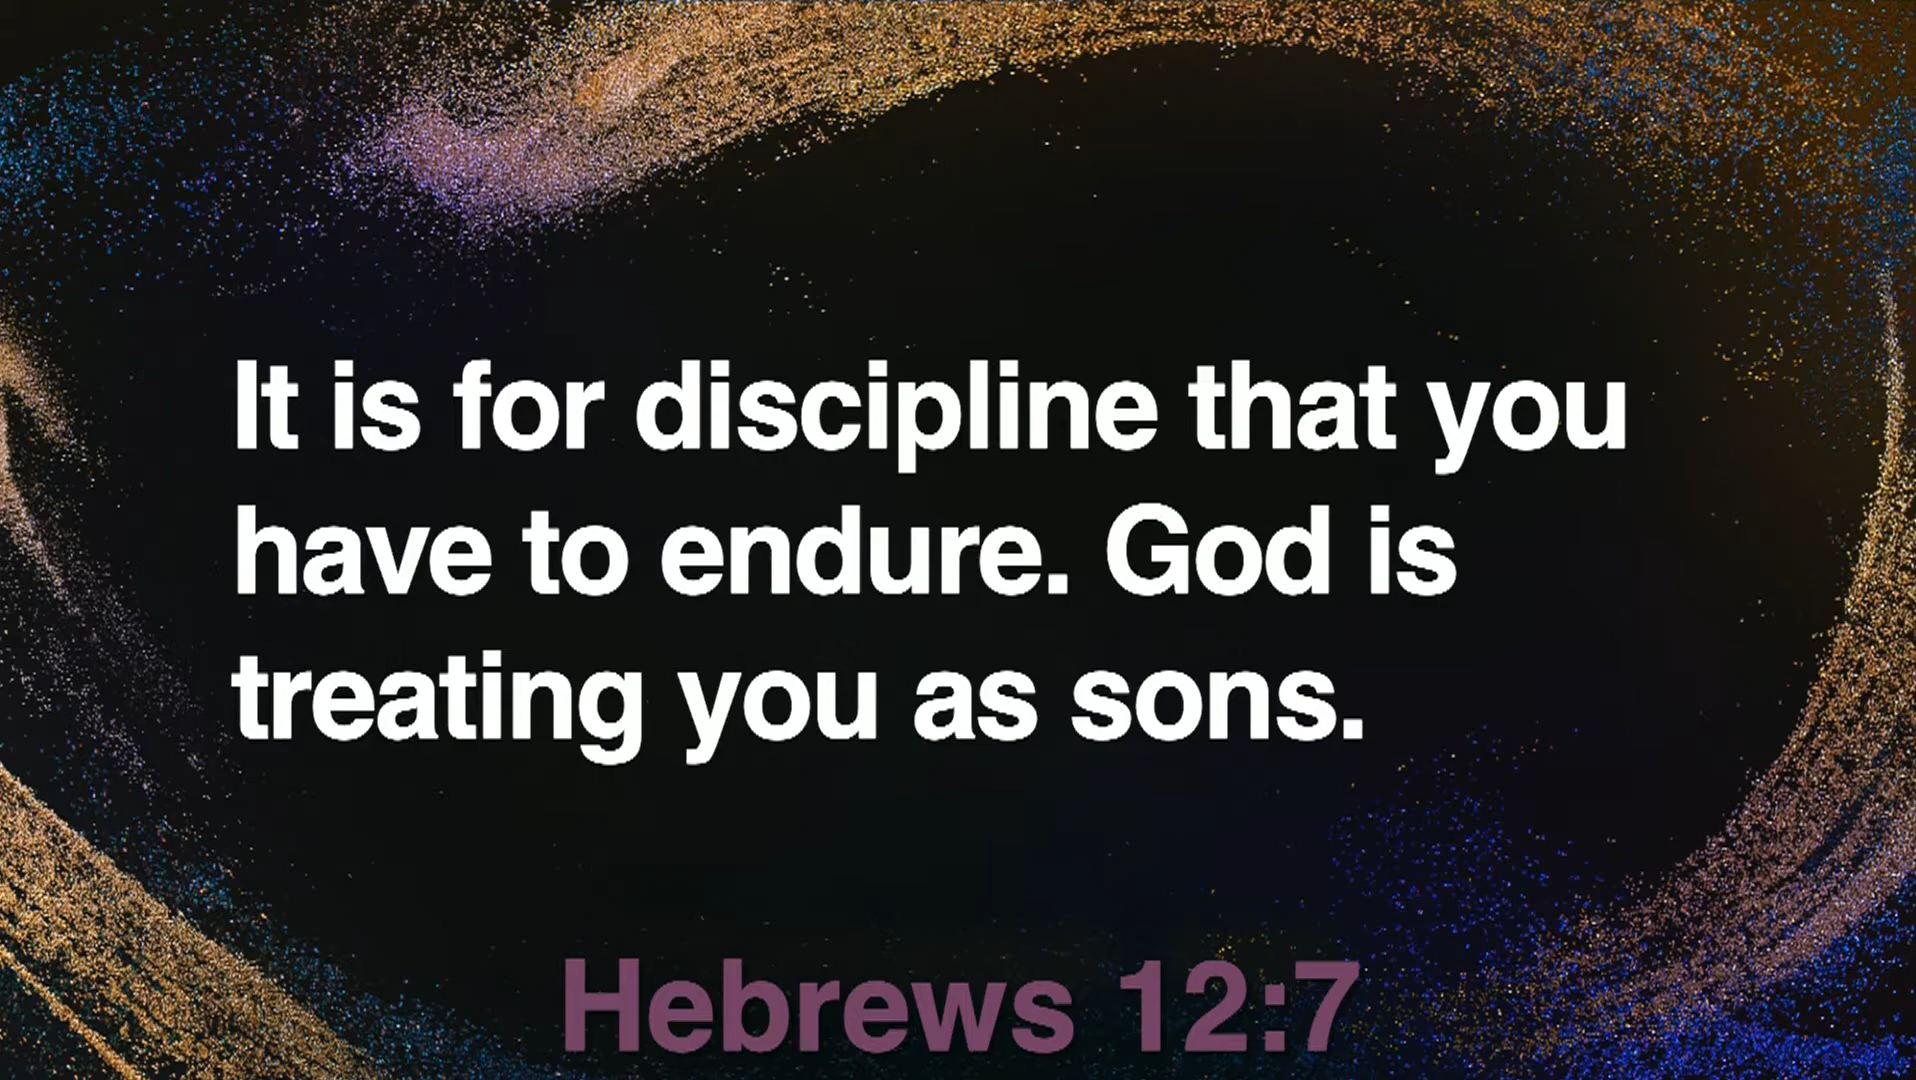 It is for discipline that you
have to endure. God is
treating you as sons.
Hebrews 12:7